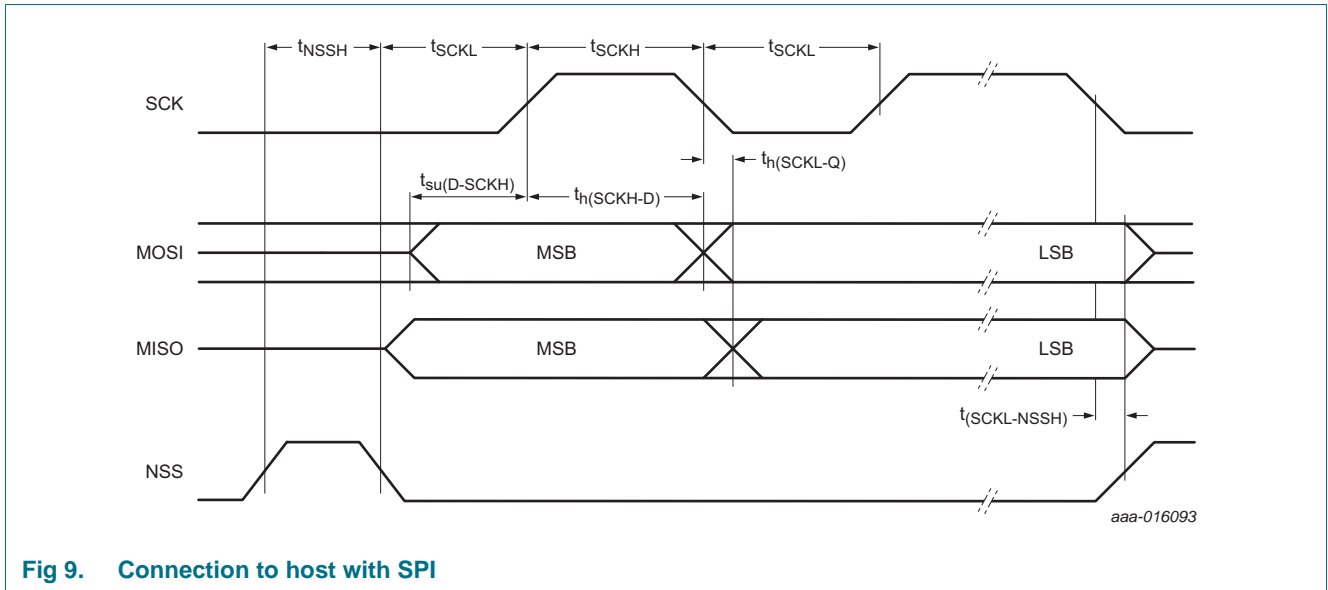 tNSSH tSCKL tSCKH tSCKL
SCK
th(SCKL-Q)
tsu(D-SCKH) th(SCKH-D)
MOSI MSB LSB
MISO MSB LSB
t(SCKL-NSSH)
NSS
aaa-016093
Fig 9. Connection to host with SPI